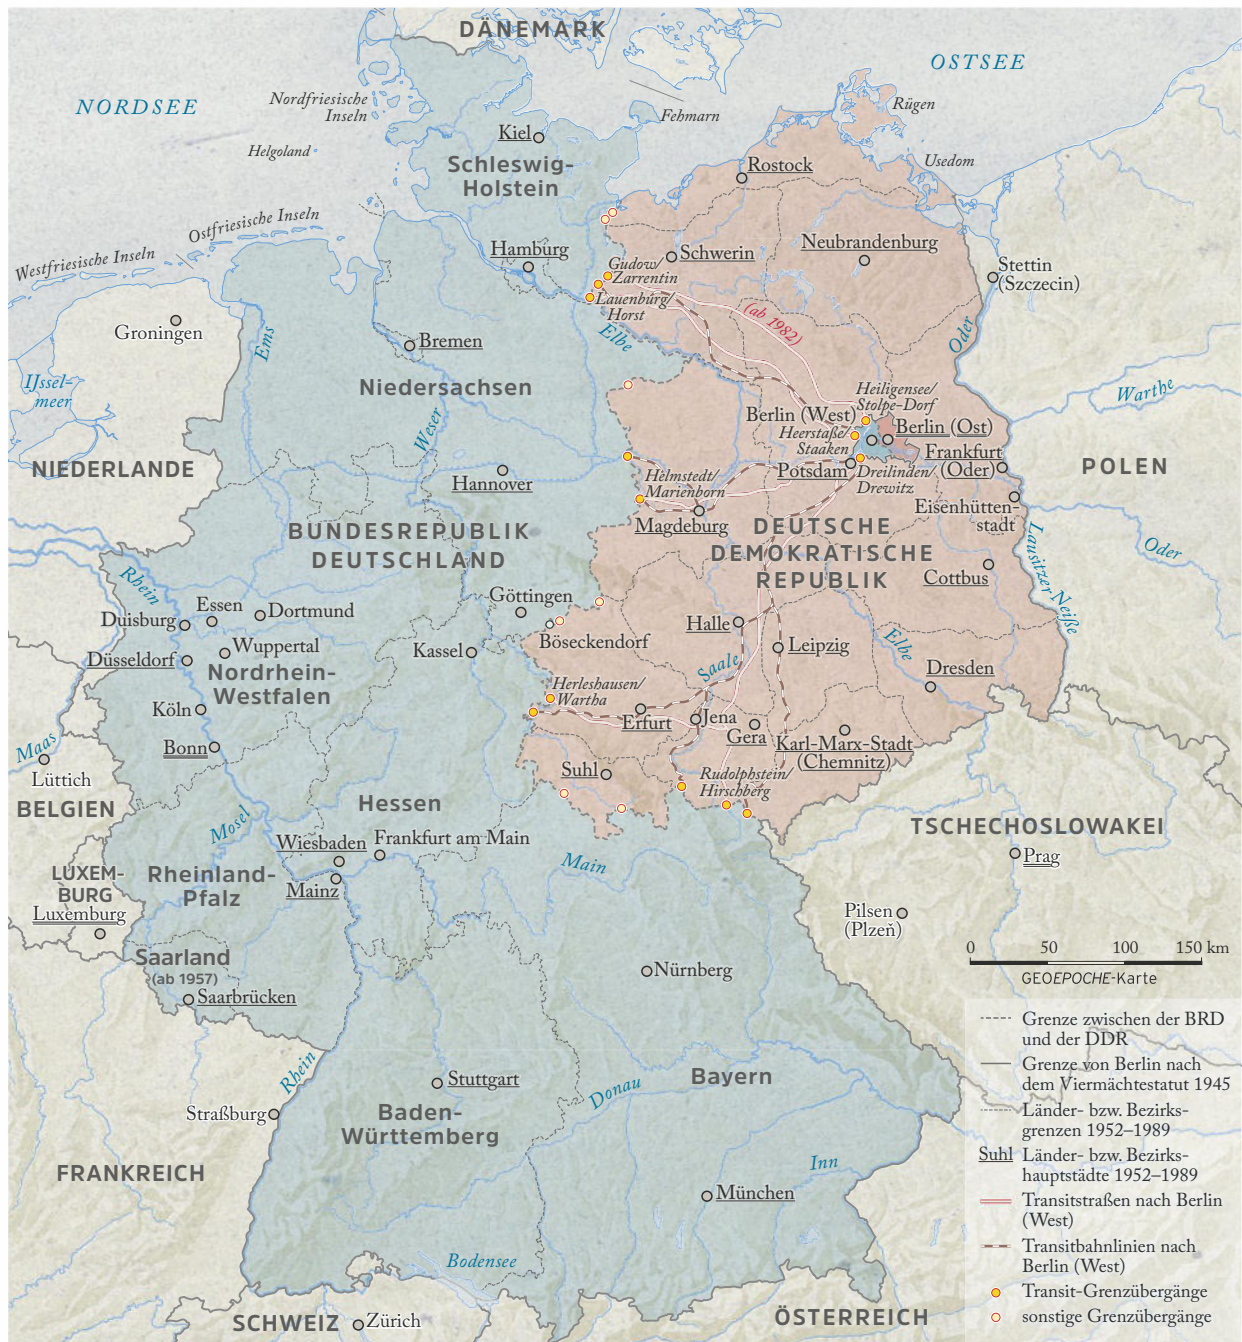 DÄNEMARK
OSTSEE
NORDSEE
Nordfriesische
Inseln
Rügen
Fehmarn
Kiel
Helgoland
Schleswig-
Holstein
Usedom
Rostock
Ostfriesische Inseln
Westfriesische Inseln
Hamburg
Schwerin
Neubrandenburg
Gudow/
Zarrentin
Stettin
(Szczecin)
Lauenburg/
Horst
(ab 1982)
Groningen
Ems
Bremen
Elbe
Oder
IJssel-
meer
Niedersachsen
Heiligensee/
Stolpe-Dorf
Warthe
Weser
Berlin (West)
Berlin (Ost)
Heerstaße/
Staaken
Frankfurt
(Oder)
NIEDERLANDE
Hannover
Helmstedt/
Marienborn
Potsdam
Dreilinden/
Drewitz
POLEN
Eisenhütten-
stadt
Magdeburg
BUNDESREPUBLIK
DEUTSCHLAND
DEUTSCHE
DEMOKRATISCHE
REPUBLIK
Oder
Lausitzer Neiße
Rhein
Cottbus
Göttingen
Essen
Dortmund
Duisburg
Böseckendorf
Halle
Wuppertal
Kassel
Leipzig
Elbe
Düsseldorf
Nordrhein-
Westfalen
Saale
Dresden
Herleshausen/
Wartha
Köln
Erfurt
Jena
Gera
Karl-Marx-Stadt
(Chemnitz)
Maas
Bonn
Lüttich
Suhl
Rudolphstein/
Hirschberg
BELGIEN
Hessen
Mosel
TSCHECHOSLOWAKEI
Wiesbaden
Frankfurt am Main
Main
Prag
LUXEM-
BURG
Rheinland-
Pfalz
Mainz
Luxemburg
Pilsen
(Plzeň)
Saarland
(ab 1957)
Nürnberg
0 50 100 150 km
GEOEPOCHE-Karte
Saarbrücken
Grenze zwischen der BRD
und der DDR
Rhein
Grenze von Berlin nach
dem Viermächtestatut 1945
Stuttgart
Donau
Bayern
Straßburg
Baden-
Württemberg
Länder- bzw. Bezirks-
grenzen 1952–1989
Suhl Länder- bzw. Bezirks-
hauptstädte 1952–1989
Inn
FRANKREICH
München
Transitstraßen nach Berlin
(West)
Bodensee
Transitbahnlinien nach
Berlin (West)
Transit-Grenzübergänge
sonstige Grenzübergänge
SCHWEIZ
Zürich
ÖSTERREICH